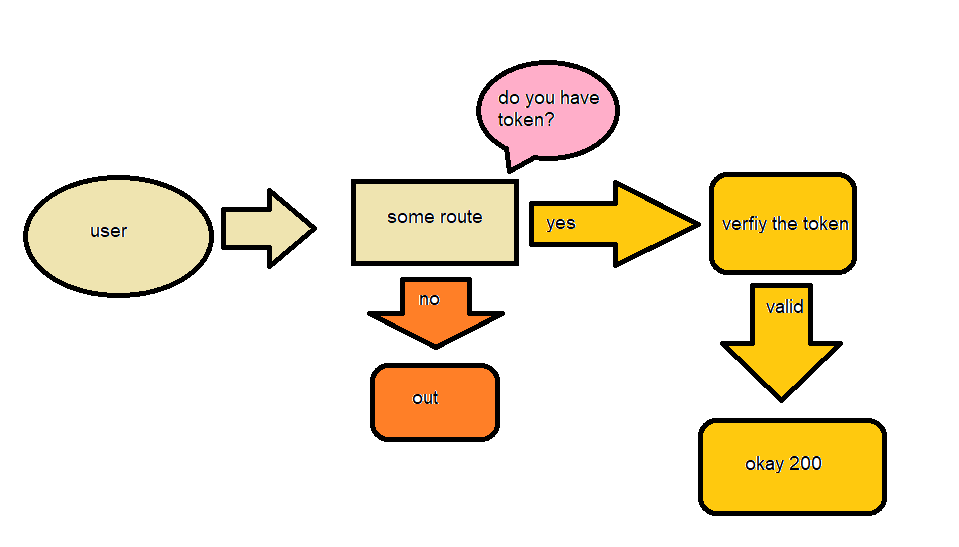 do you have
token?
user
some route
yes
verfiy the token
no
valid
out
okay 200